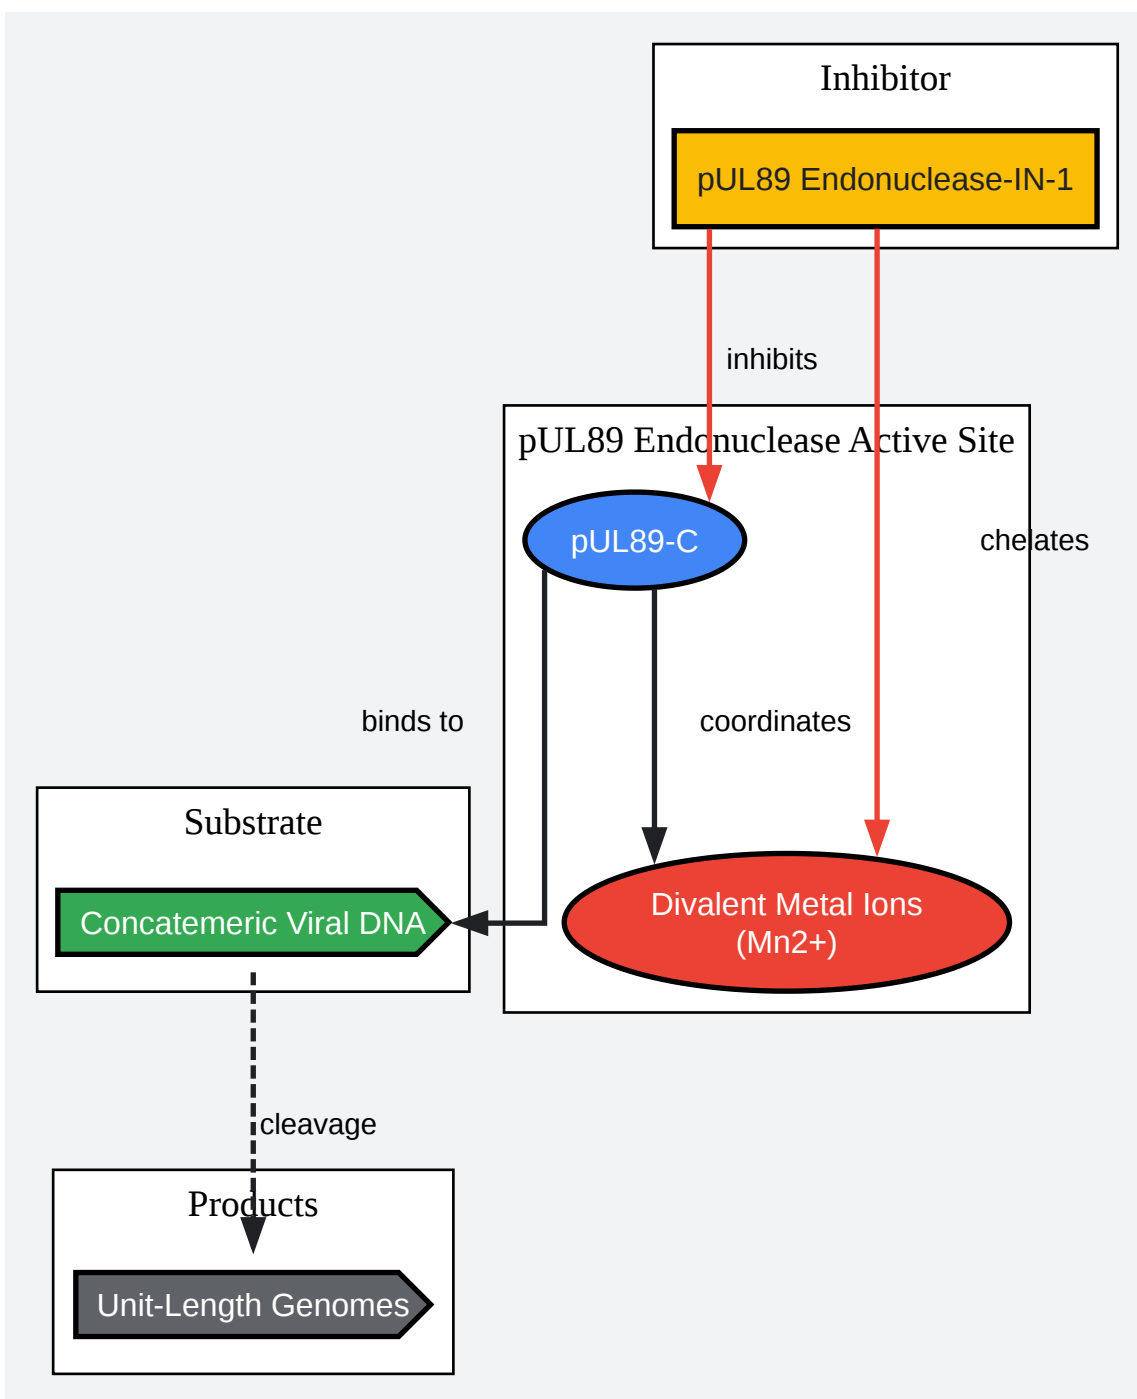 Inhibitor
pUL89 Endonuclease-IN-1
inhibits
pUL89 Endonuclease Active Site
pUL89-C
chelates
binds to
coordinates
Substrate
Concatemeric Viral DNA
Divalent Metal Ions
(Mn2+)
cleavage
Products
Unit-Length Genomes